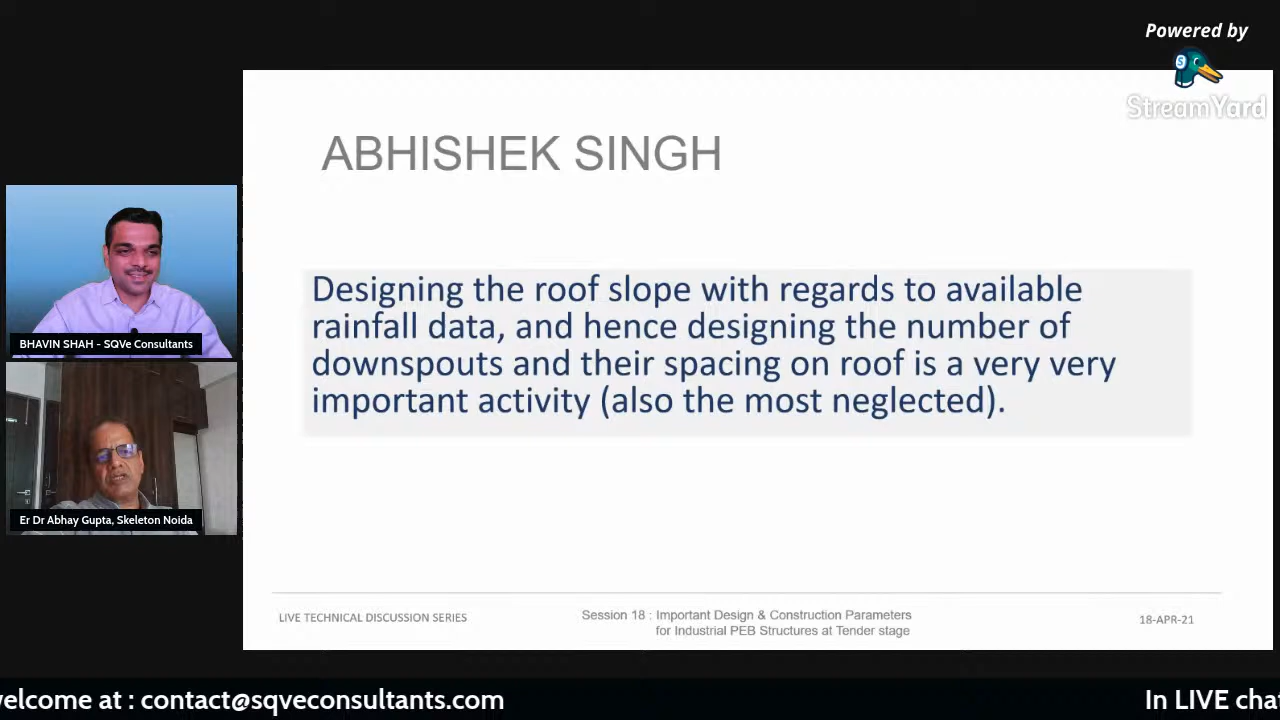 Powered by
StreamYard
ABHISHEK SINGH
Designing the roof slope with regards to available
rainfall data, and hence designing the number of
downspouts and their spacing on roof is a very very
important activity (also the most neglected).
BHAVIN SHAH - SQVe Consultants
Er Dr Abhay Gupta, Skeleton Noida
LIVE TECHNICAL DISCUSSION SERIES
Session 18 : Important Design & Construction Parameters
for Industrial PEB Structures at Tender stage
18-APR-21
welcome at : contact@sqveconsultants.com
In LIVE cha